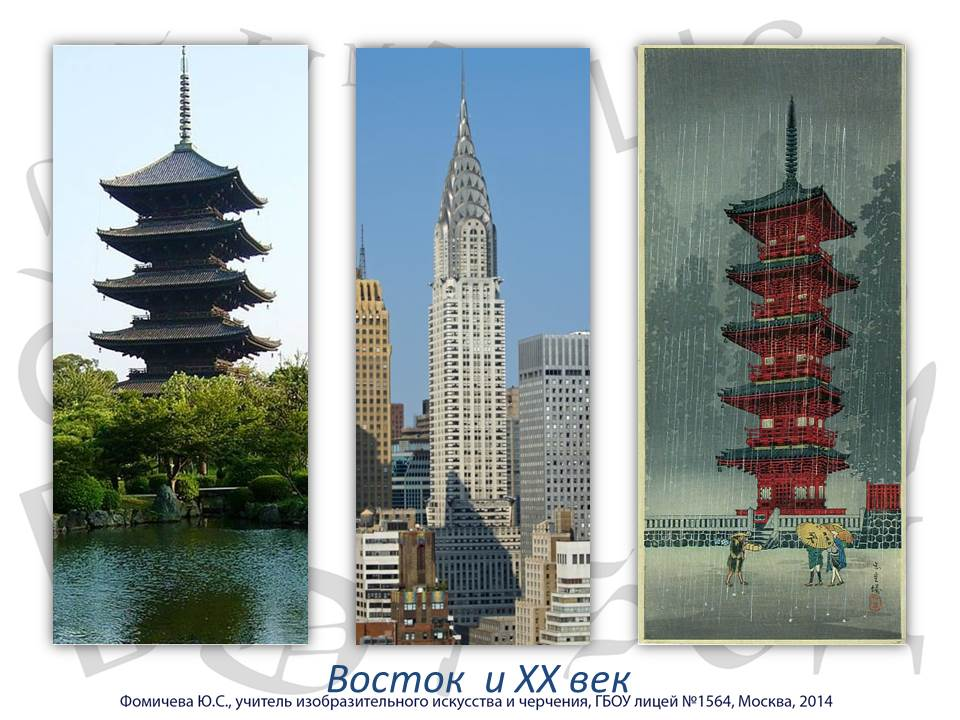 Восток и XX век
Фомичева Ю.С., учитель изобразительного искусства и черчения, ГБОУ лицей №1564, Москва, 2014